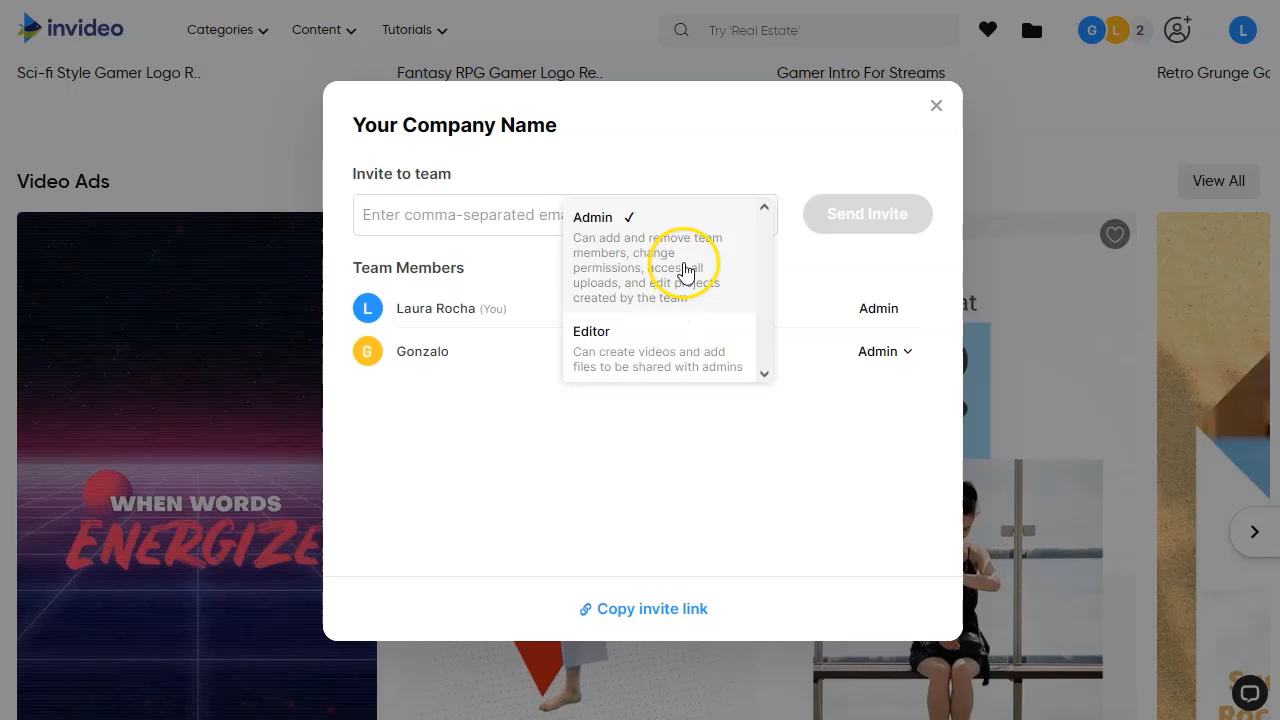 invideo
Categories
Content
Tutorials
Try 'Real Estate'
G L 2
L
Sci-fi Style Gamer Logo R..
Fantasy RPG Gamer Logo Re..
Gamer Intro For Streams
Retro Grunge Ga
Your Company Name
Invite to team
Video Ads
View All
Enter comma-separated ema
Admin ✓
Send Invite
Can add and remove team
members, change
permissions, access all
uploads, and edit projects
created by the team
Team Members
L Laura Rocha (You)
Admin
Editor
G Gonzalo
Can create videos and add
files to be shared with admins
Admin
at
WHEN WORDS
ENERGIZE
Copy invite link